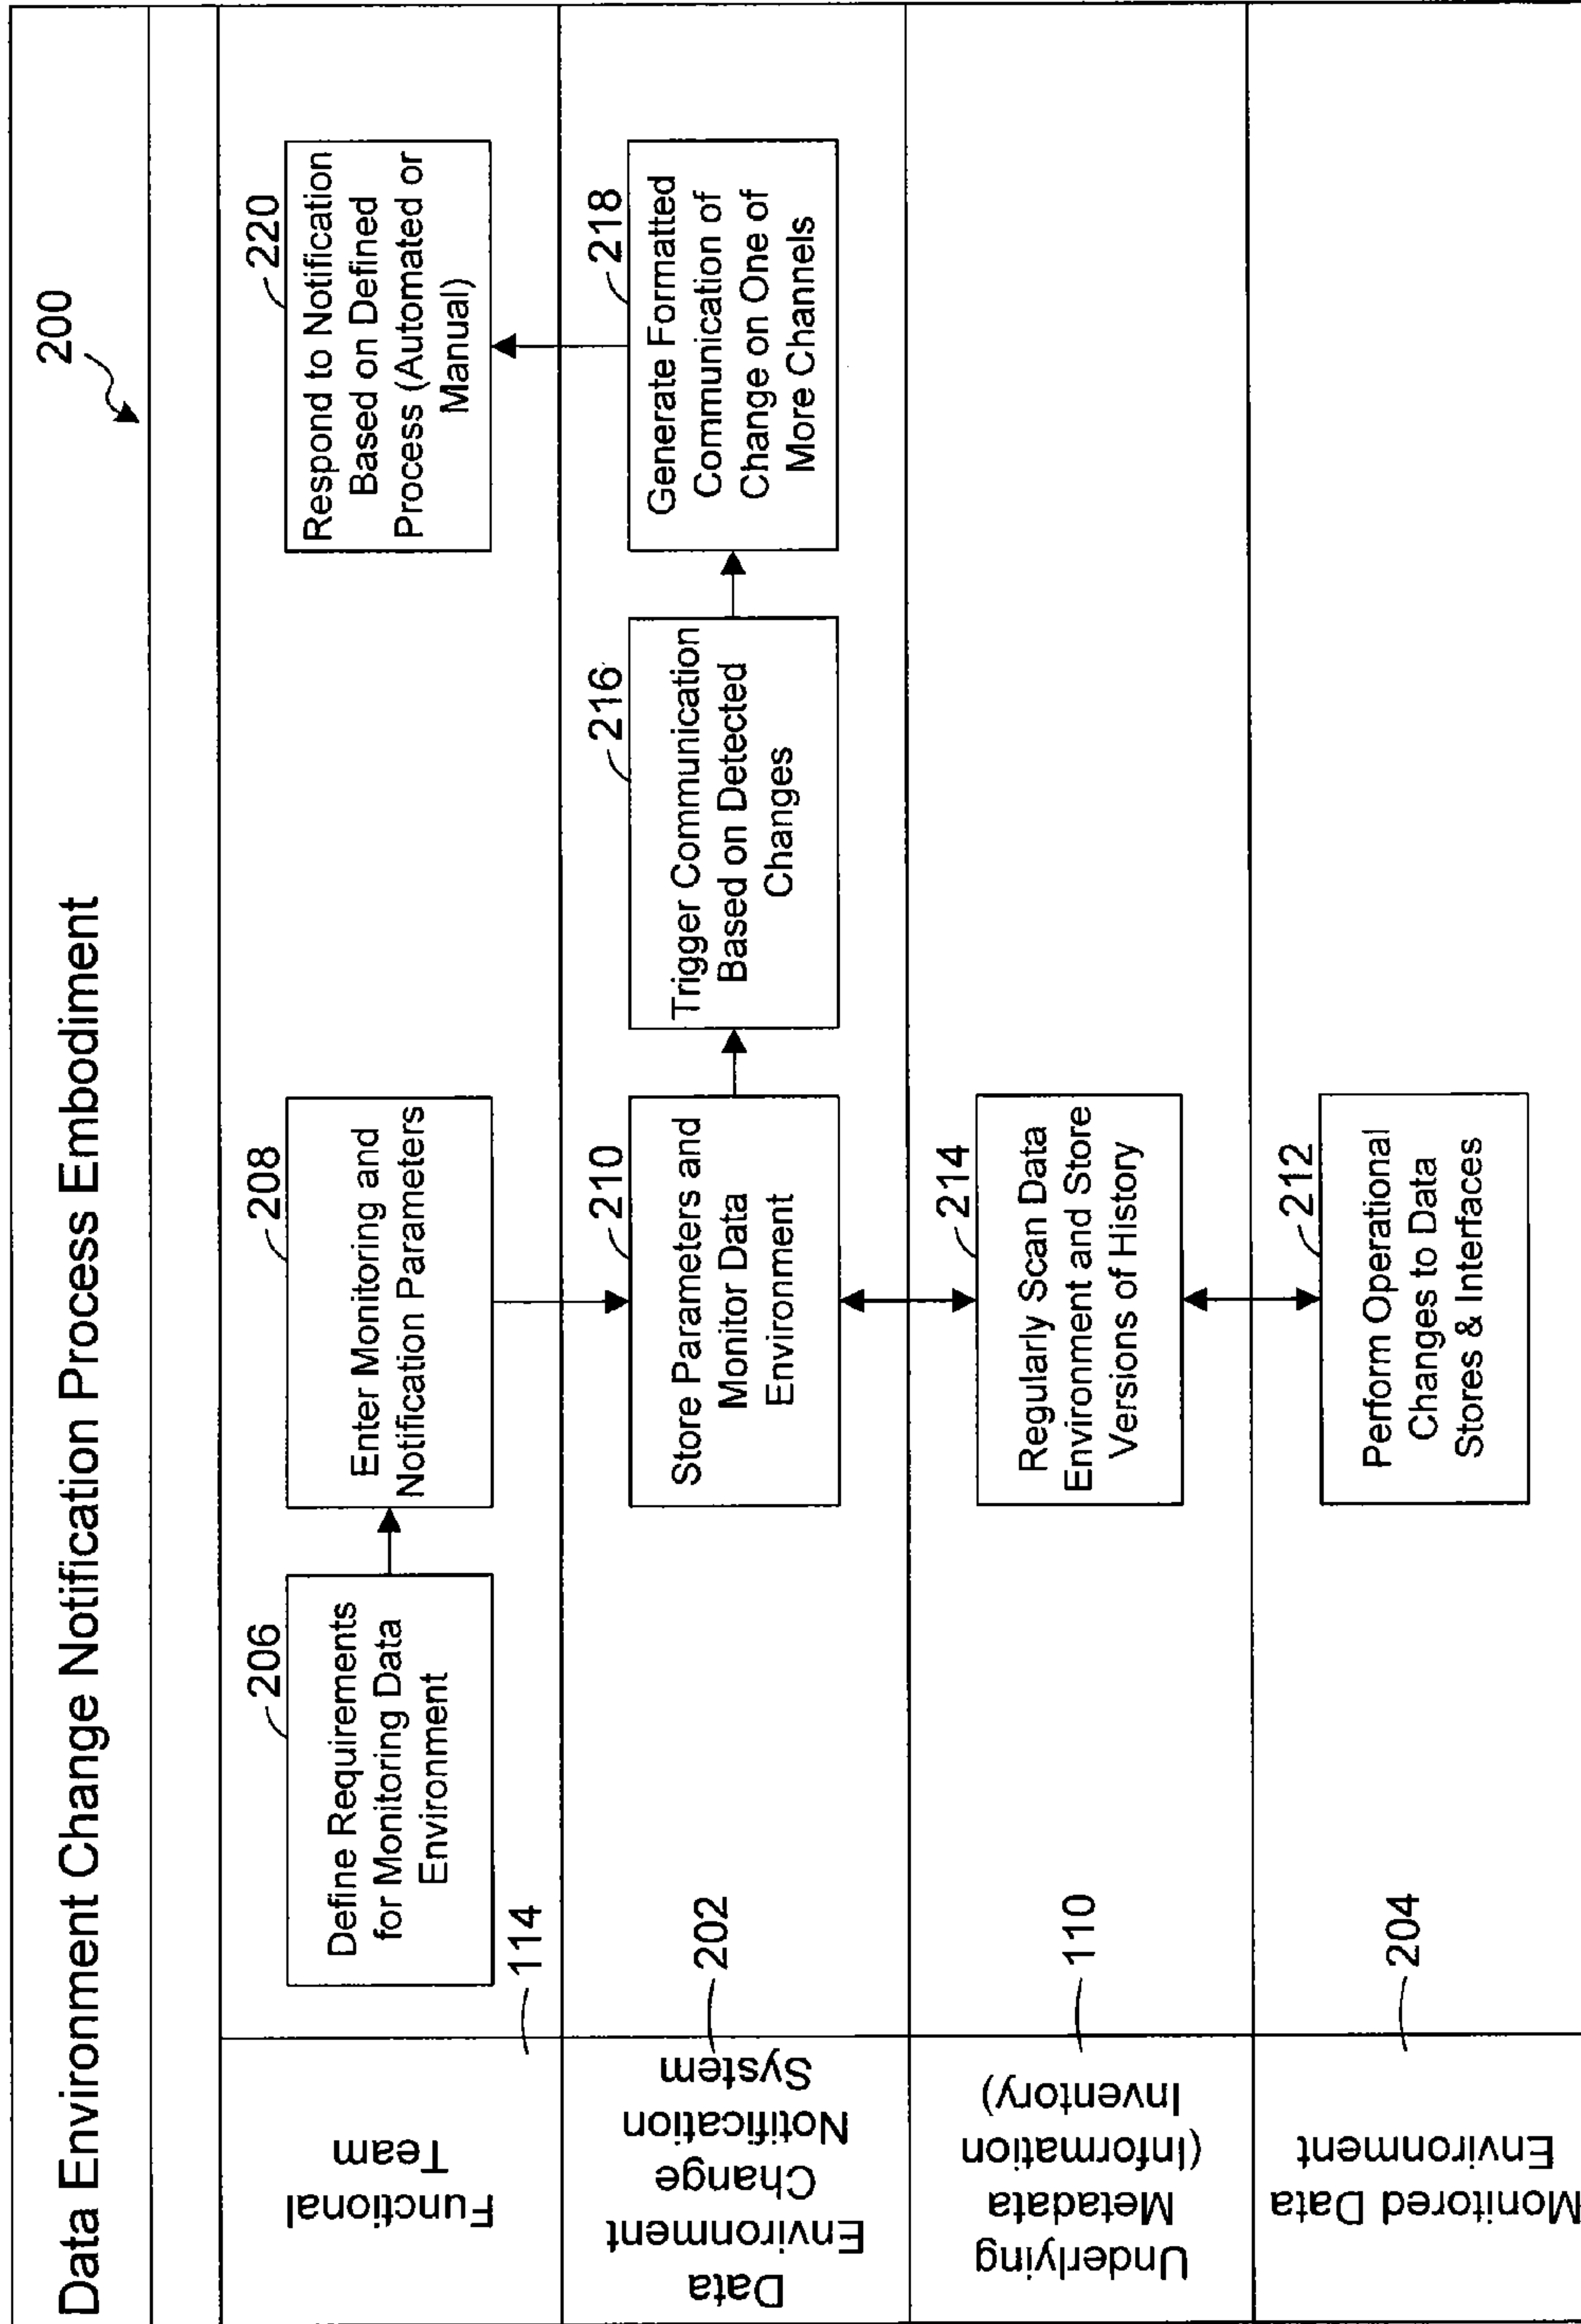 Data Environment Change Notification Process Embodiment
200
Functional
Team
114
206
Define Requirements
for Monitoring Data
Environment
208
Enter Monitoring and
Notification Parameters
220
Respond to Notification
Based on Defined
Process (Automated or
Manual)
Data
Environment
Change
Notification
System
202
210
Store Parameters and
Monitor Data
Environment
216
Trigger Communication
Based on Detected
Changes
218
Generate Formatted
Communication of
Change on One of
More Channels
Underlying
Metadata
(Information
Inventory)
110
214
Regularly Scan Data
Environment and Store
Versions of History
Monitored Data
Environment
204
212
Perform Operational
Changes to Data
Stores & Interfaces